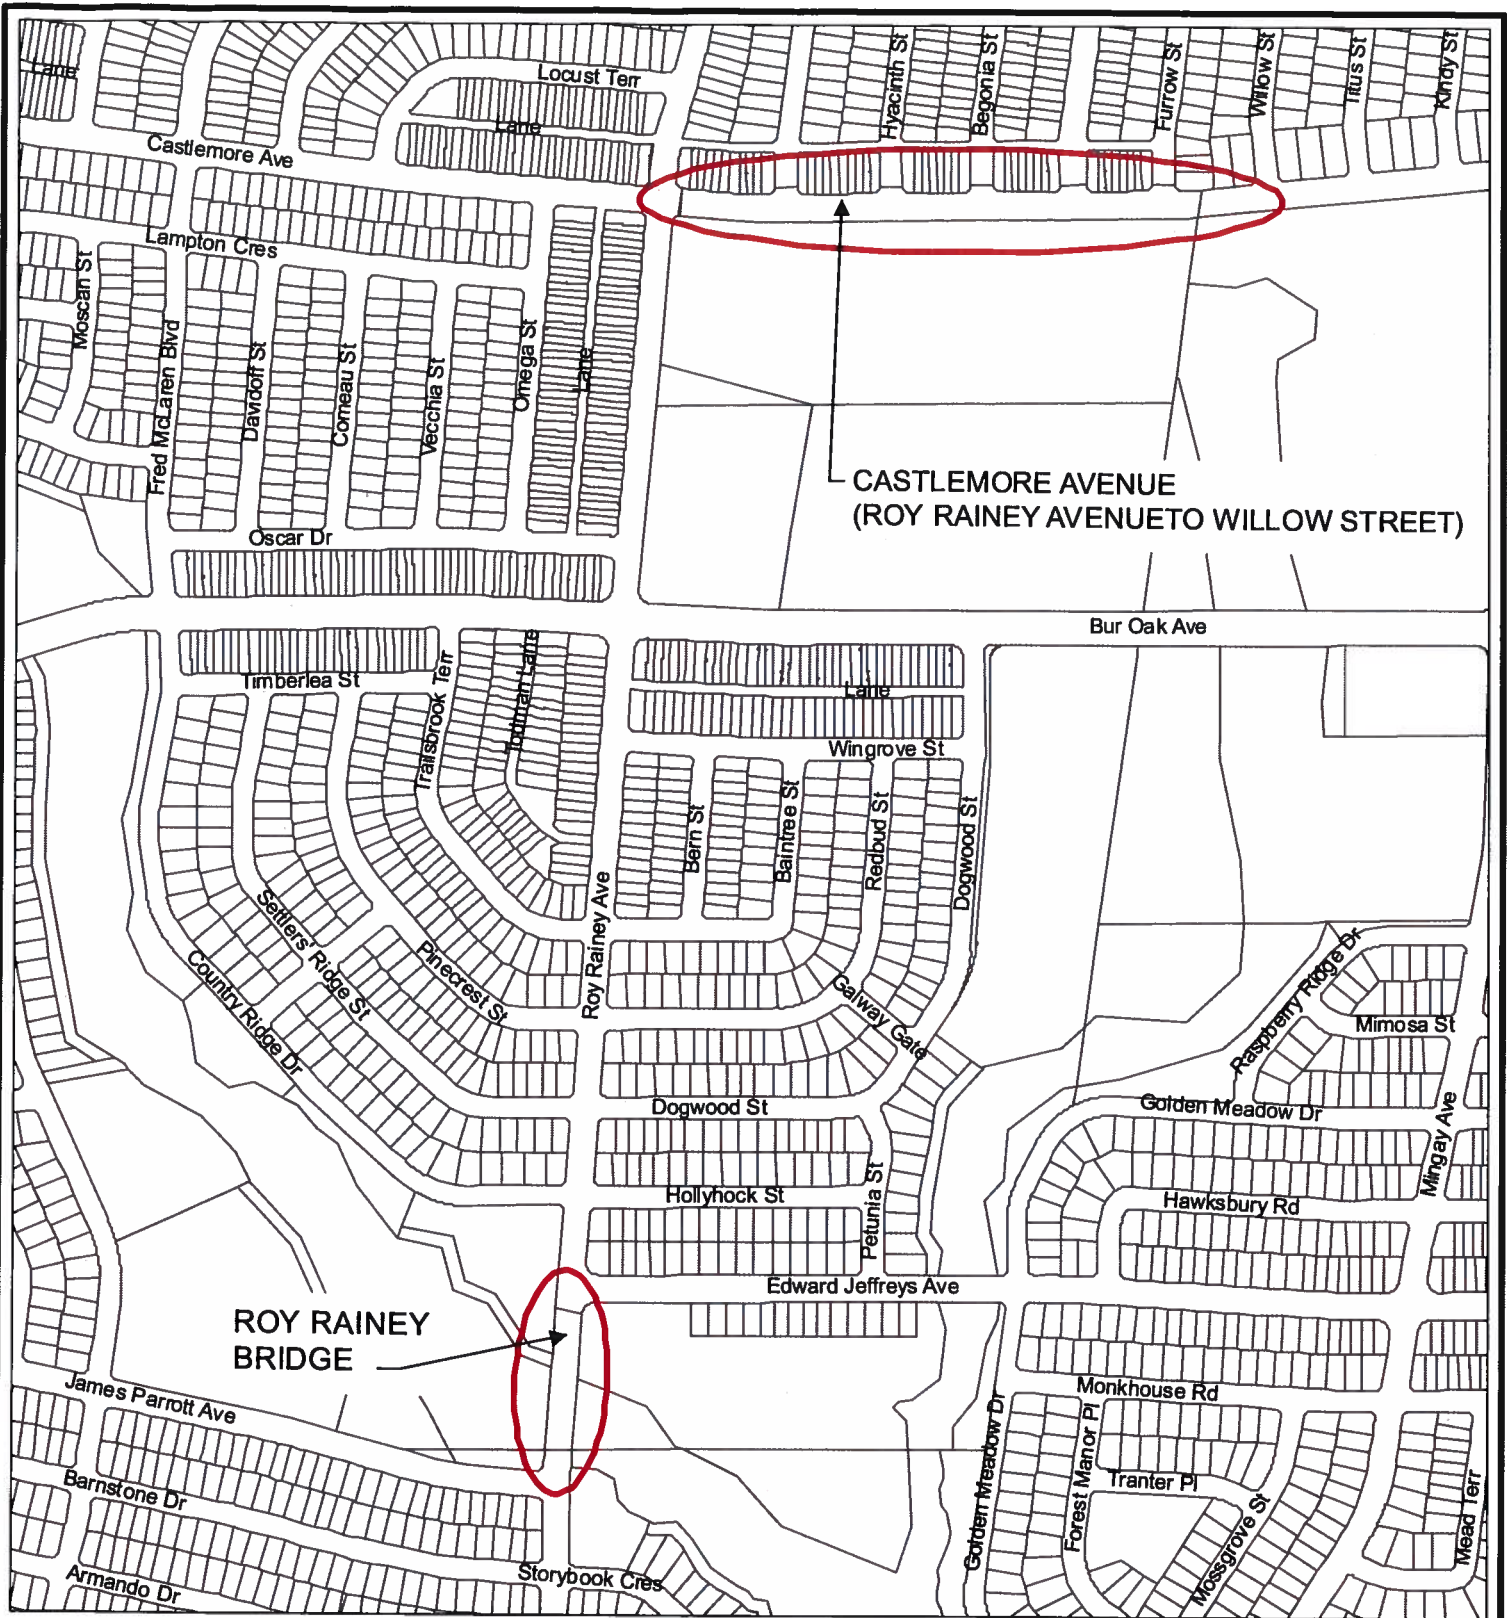 Lane
Locust Terr
Lane
Castlemore Ave
Hyacinth St
Begonia St
Furrow St
Willow St
Titus St
Kindy St
Lampton Cres
Moscan St
Fred McLaren Blvd
Davidoff St
Comeau St
Vecchia St
Omega St
Lane
CASTLEMORE AVENUE
(ROY RAINEY AVENUETO WILLOW STREET)
Oscar Dr
Bur Oak Ave
Timberlea St
Trailsbrook Terr
Hodman Lane
Lane
Wingrove St
Bern St
Baintree St
Redbud St
Dogwood St
Settlers' Ridge St
Country Ridge Dr
Pinecrest St
Roy Rainey Ave
Galway Gate
Raspberry Ridge Dr
Mimosa St
Dogwood St
Golden Meadow Dr
Mingay Ave
Hollyhock St
Petunia St
Hawksbury Rd
Edward Jeffreys Ave
ROY RAINEY
BRIDGE
James Parrott Ave
Monkhouse Rd
Golden Meadow Dr
Forest Manor Pl
Tranter Pl
Mossgrove St
Mead Terr
Barnstone Dr
Storybook Cres
Armando Dr